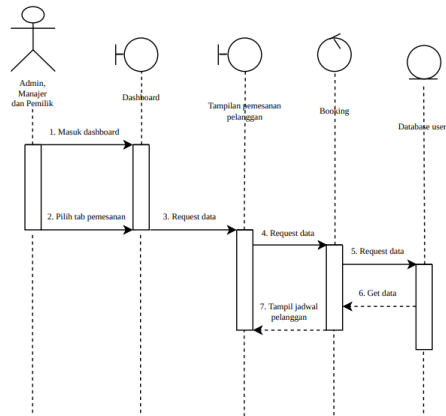 Admin,
Manajer
dan Pemilik
Dashboard
Tampilan pemesanan
pelanggan
Booking
Database user
1. Masuk dashboard
2. Pilih tab pemesanan
3. Request data
4. Request data
5. Request data
6. Get data
7. Tampil jadwal
pelanggan